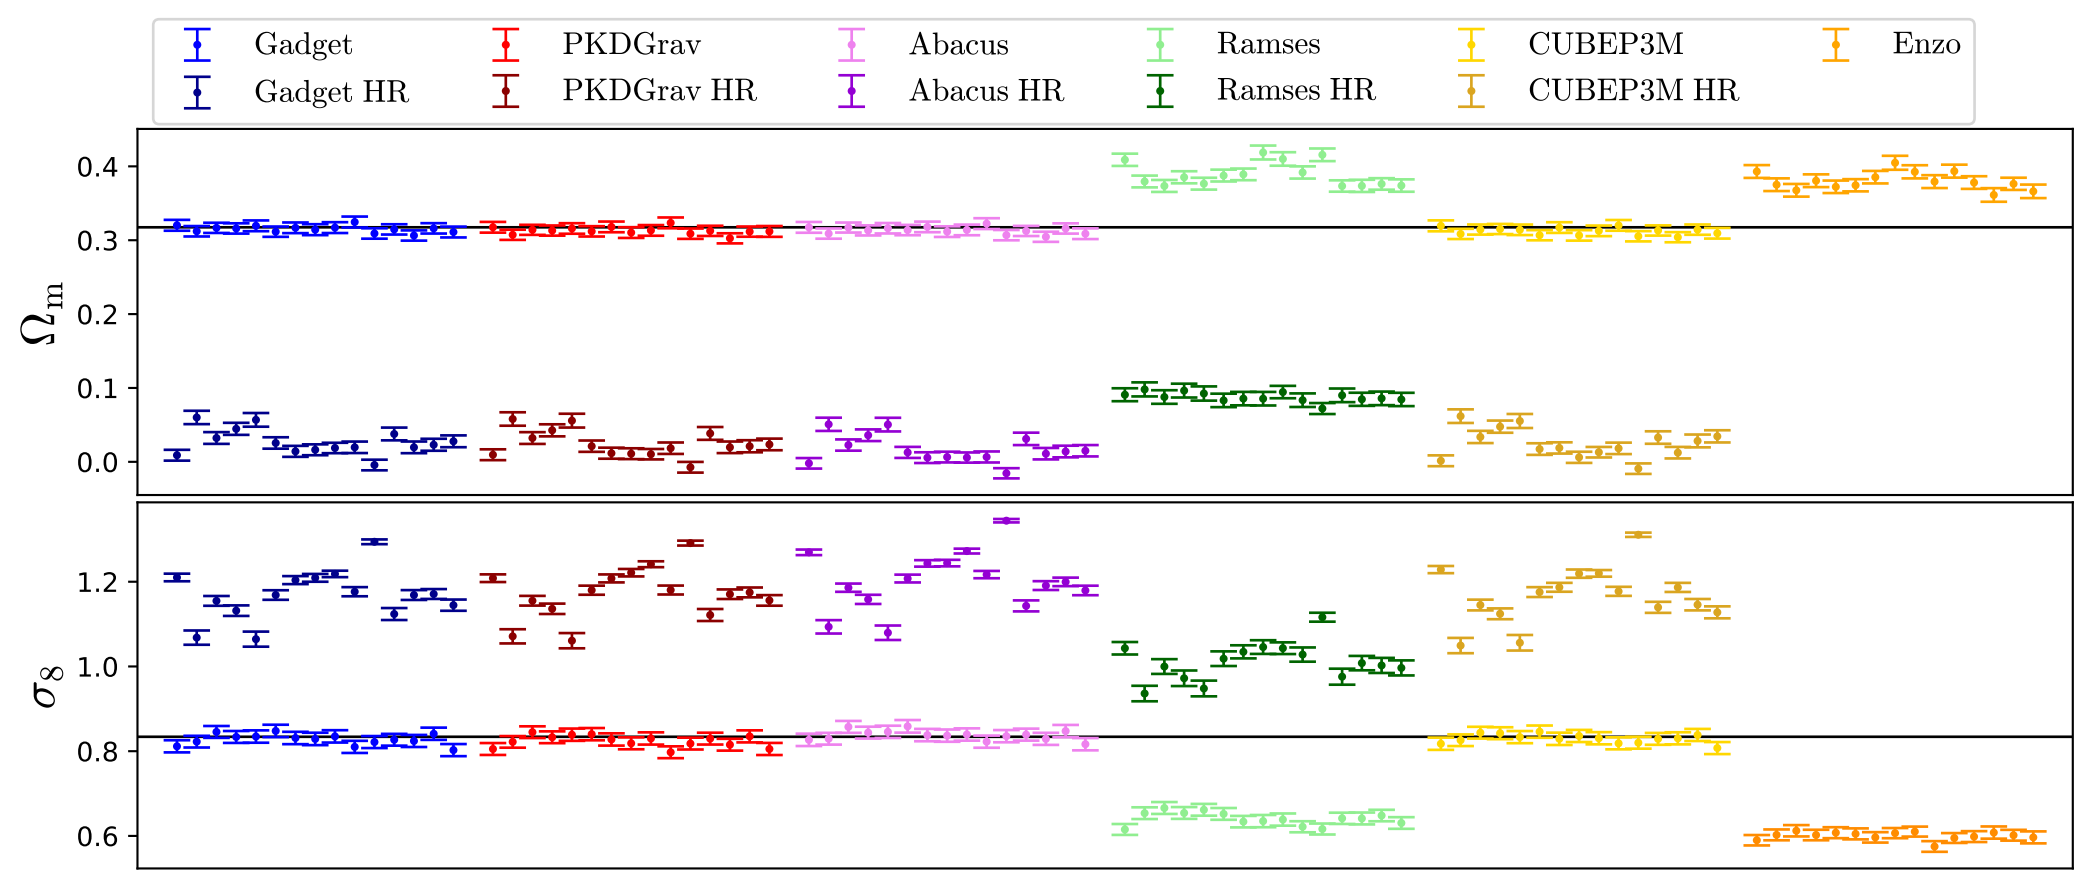 Gadget PKDGrav Abacus Ramses CUBEP3M Enzo
Gadget HR PKDGrav HR Abacus HR Ramses HR CUBEP3M HR
0.4
0.3
0.2
0.1
0.0
Ωm
1.2
1.0
0.8
0.6
σ8